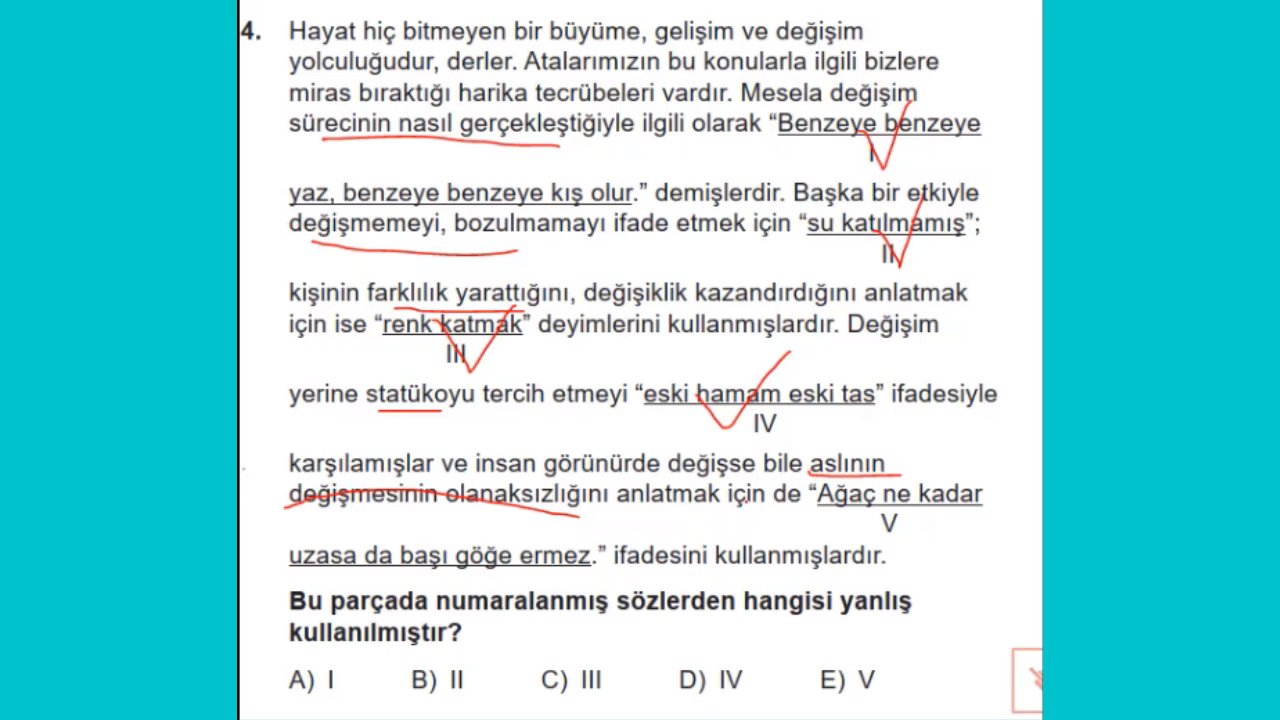 4. Hayat hiç bitmeyen bir büyüme, gelişim ve değişim
yolculuğudur, derler. Atalarımızın bu konularla ilgili bizlere
miras bıraktığı harika tecrübeleri vardır. Mesela değişim
sürecinin nasıl gerçekleştiğiyle ilgili olarak “Benzeye benzeye
I
yaz, benzeye benzeye kış olur.” demişlerdir. Başka bir etkiyle
değişmemeyi, bozulmamayı ifade etmek için “su katılmamış”;
II
kişinin farklılık yarattığını, değişiklik kazandırdığını anlatmak
için ise “renk katmak” deyimlerini kullanmışlardır. Değişim
III
yerine statükoyu tercih etmeyi “eski hamam eski tas” ifadesiyle
IV
karşılamışlar ve insan görünürde değişse bile aslının
değişmesinin olanaksızlığını anlatmak için de “Ağaç ne kadar
V
uzasa da başı göğe ermez.” ifadesini kullanmışlardır.
Bu parçada numaralanmış sözlerden hangisi yanlış
kullanılmıştır?
A) I B) II C) III D) IV E) V